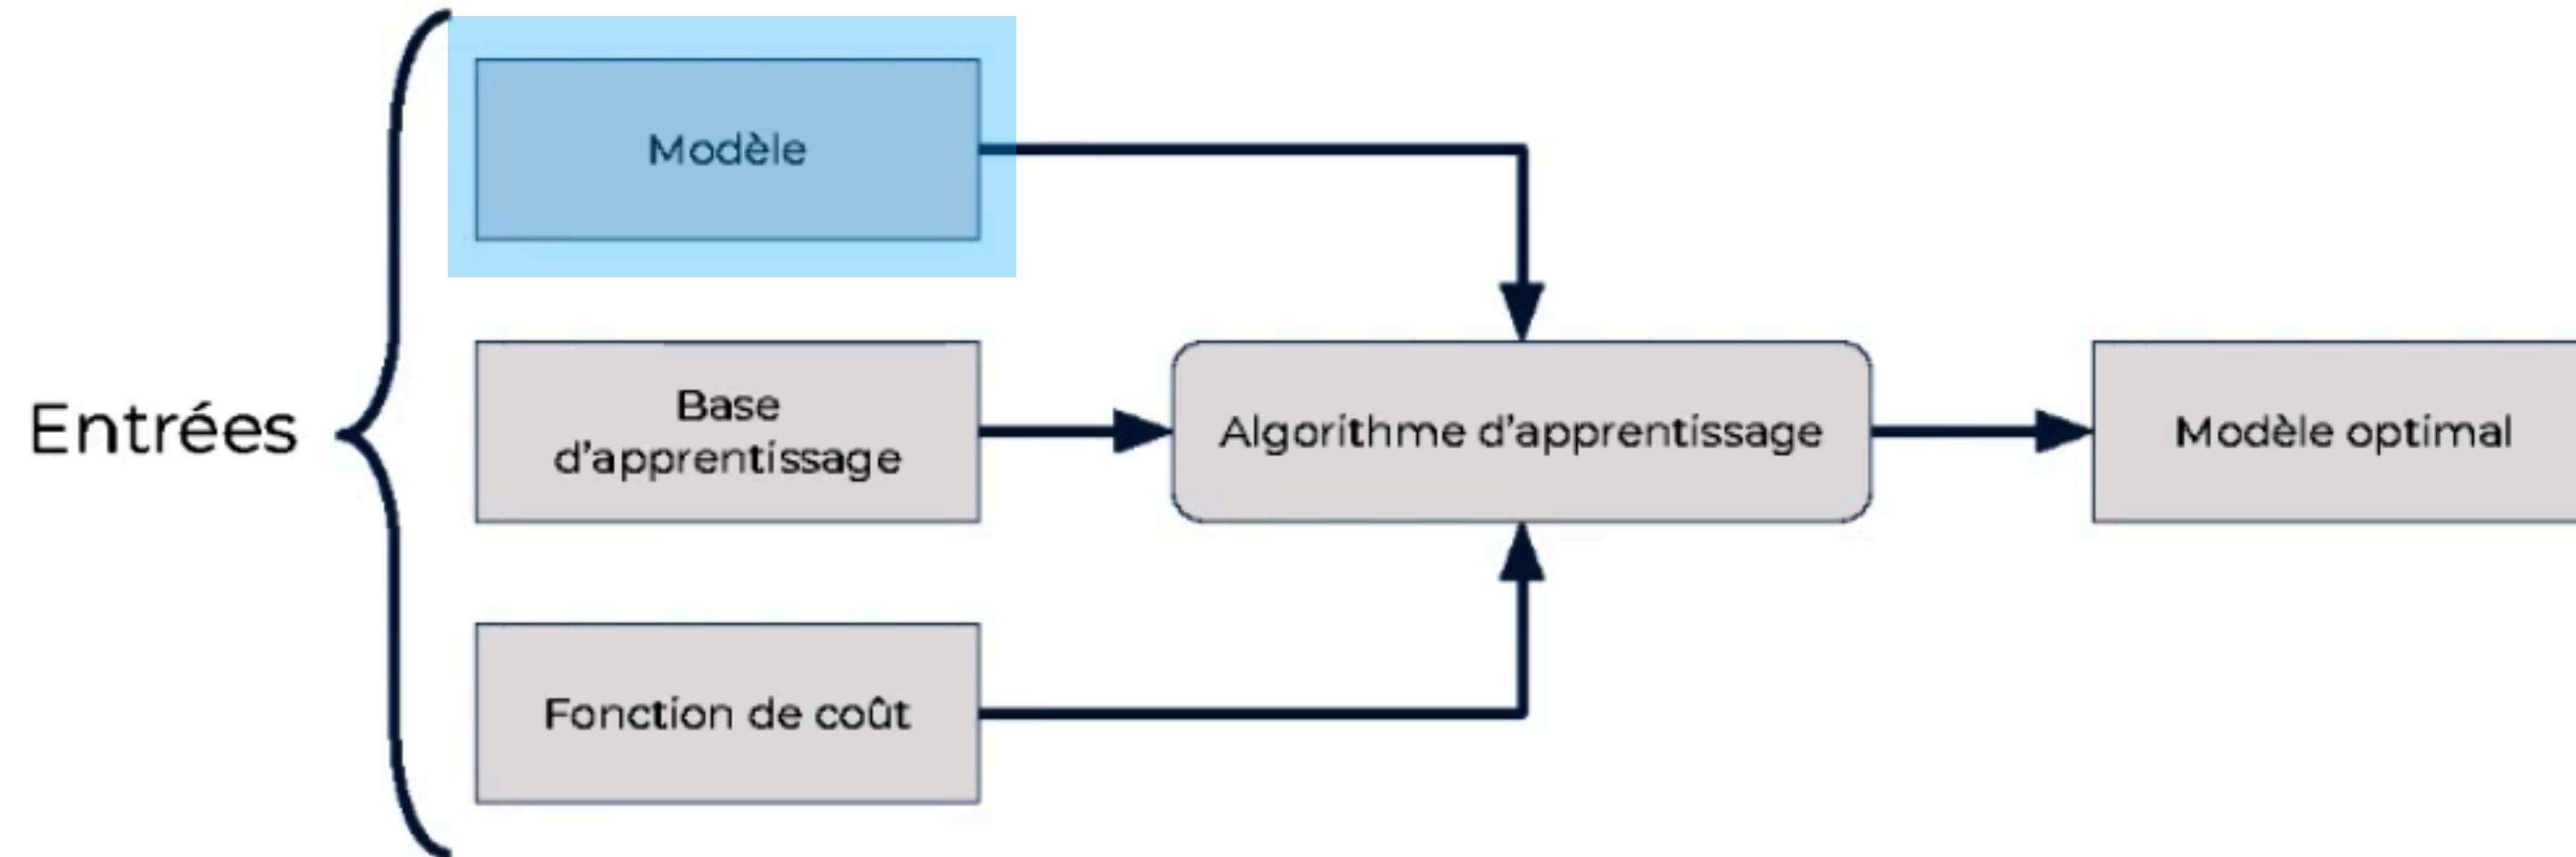 Modèle
Entrées
Base
d'apprentissage
Algorithme d'apprentissage
Modèle optimal
Fonction de coût